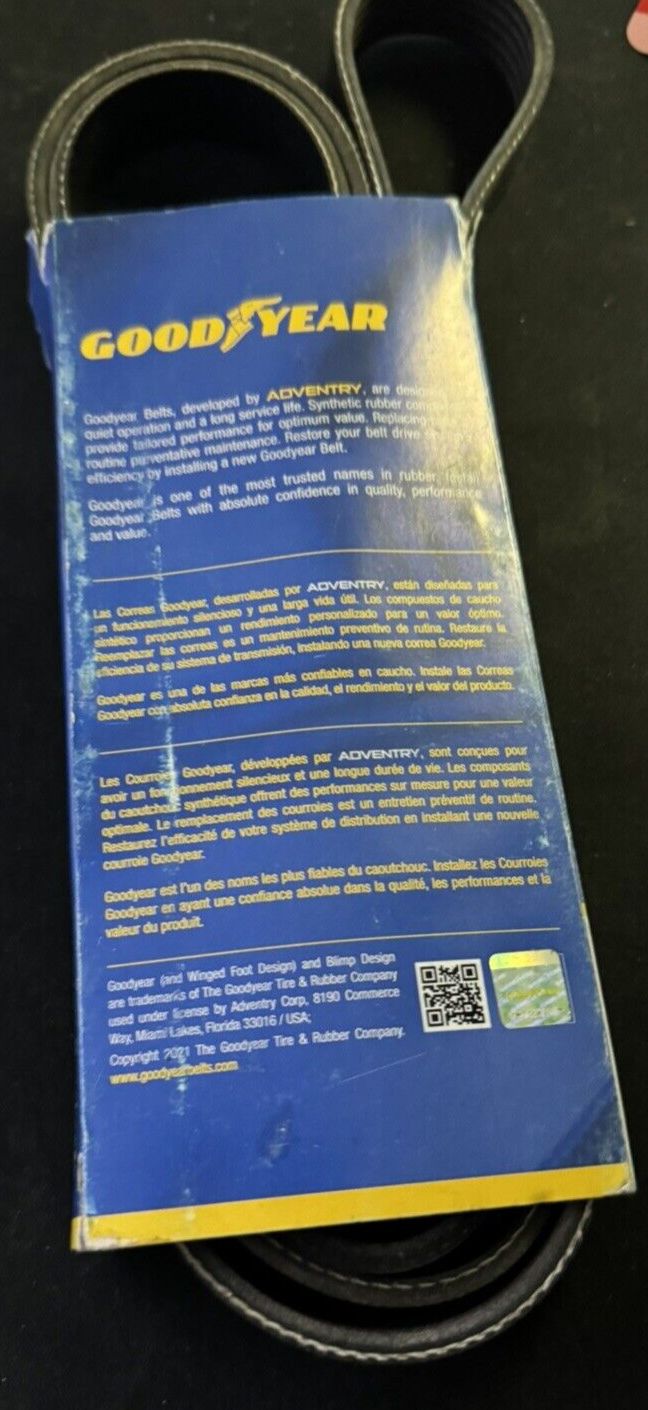 GOODYEAR
Goodyear Belts, developed by ADVENTRY, are
quiet operation and a long service life. Synthetic rubber
provide tailored performance for optimum value. Replacing
routine preventative maintenance. Restore your belt drive
efficiency by installing a new Goodyear Belt.
Goodyear is one of the most trusted names in rubber. Install
Goodyear Belts with absolute confidence in quality, performance
and value.
Las Correas Goodyear, desarrolladas por ADVENTRY, están diseñadas para
un funcionamiento silencioso y una larga vida útil. Los compuestos de caucho
sintético proporcionan un rendimiento personalizado para un valor óptimo.
Reemplazar las correas es un mantenimiento preventivo de rutina. Restaure la
eficiencia de su sistema de transmisión, instalando una nueva correa Goodyear.
Goodyear es una de las marcas más confiables en caucho. Instale las Correas
Goodyear con absoluta confianza en la calidad, el rendimiento y el valor del producto.
Les Courroies Goodyear, développées par ADVENTRY, sont conçues pour
avoir un fonctionnement silencieux et une longue durée de vie. Les composants
du caoutchouc synthétique offrent des performances sur mesure pour une valeur
optimale. Le remplacement des courroies est un entretien préventif de routine.
Restaurez l'efficacité de votre système de distribution en installant une nouvelle
courroie Goodyear.
Goodyear est l'un des noms les plus fiables du caoutchouc. Installez les Courroies
Goodyear en ayant une confiance absolue dans la qualité, les performances et la
valeur du produit.
Goodyear (and Winged Foot Design) and Blimp Design
are trademarks of The Goodyear Tire & Rubber Company
used under license by Adventry Corp, 8190 Commerce
Way, Miami Lakes, Florida 33016 / USA;
Copyright 2021 The Goodyear Tire & Rubber Company.
www.goodyearbelts.com